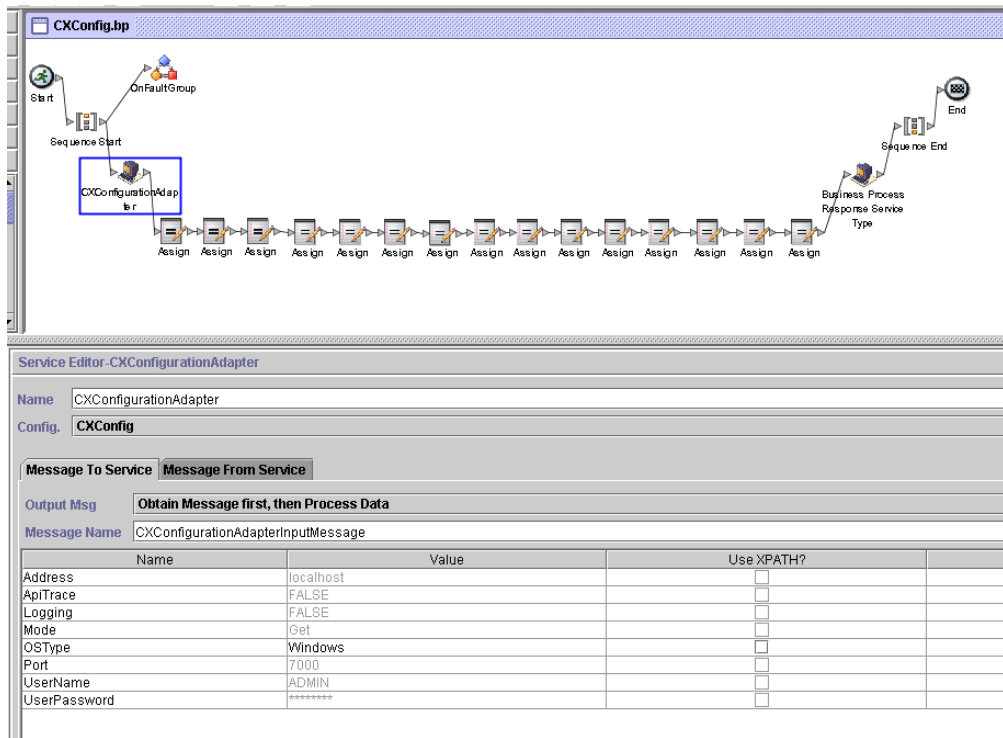 CXConfig.bp
Start
OnFaultGroup
End
Sequence Start
Sequence End
CXConfigurationAdap
ter
Business Process
Response Service
Type
Assign Assign Assign Assign Assign Assign Assign Assign Assign Assign Assign Assign Assign Assign
Service Editor-CXConfigurationAdapter
Name CXConfigurationAdapter
Config. CXConfig
Message To Service Message From Service
Output Msg Obtain Message first, then Process Data
Message Name CXConfigurationAdapterInputMessage
Name Value Use XPATH?
Address localhost
ApiTrace FALSE
Logging FALSE
Mode Get
OSType Windows
Port 7000
UserName ADMIN
UserPassword ********